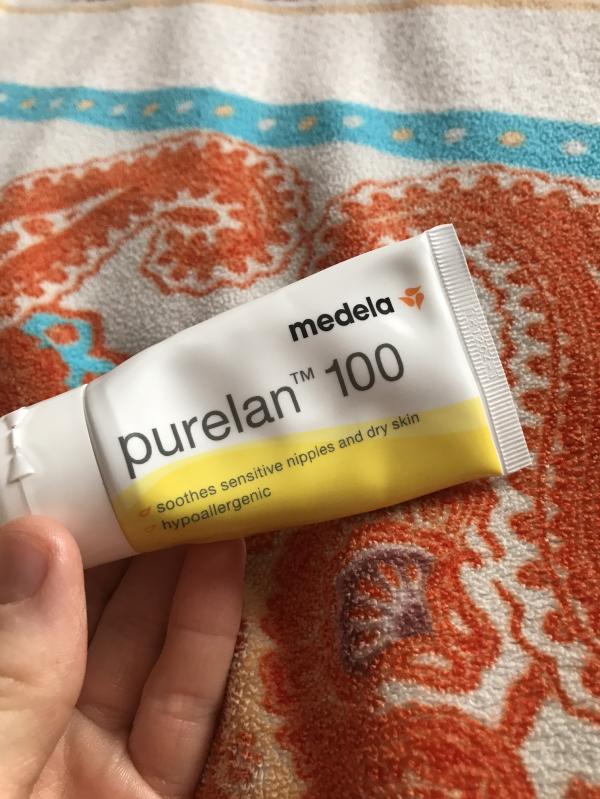 medela
purelan™ 100
soothes sensitive nipples and dry skin
hypoallergenic